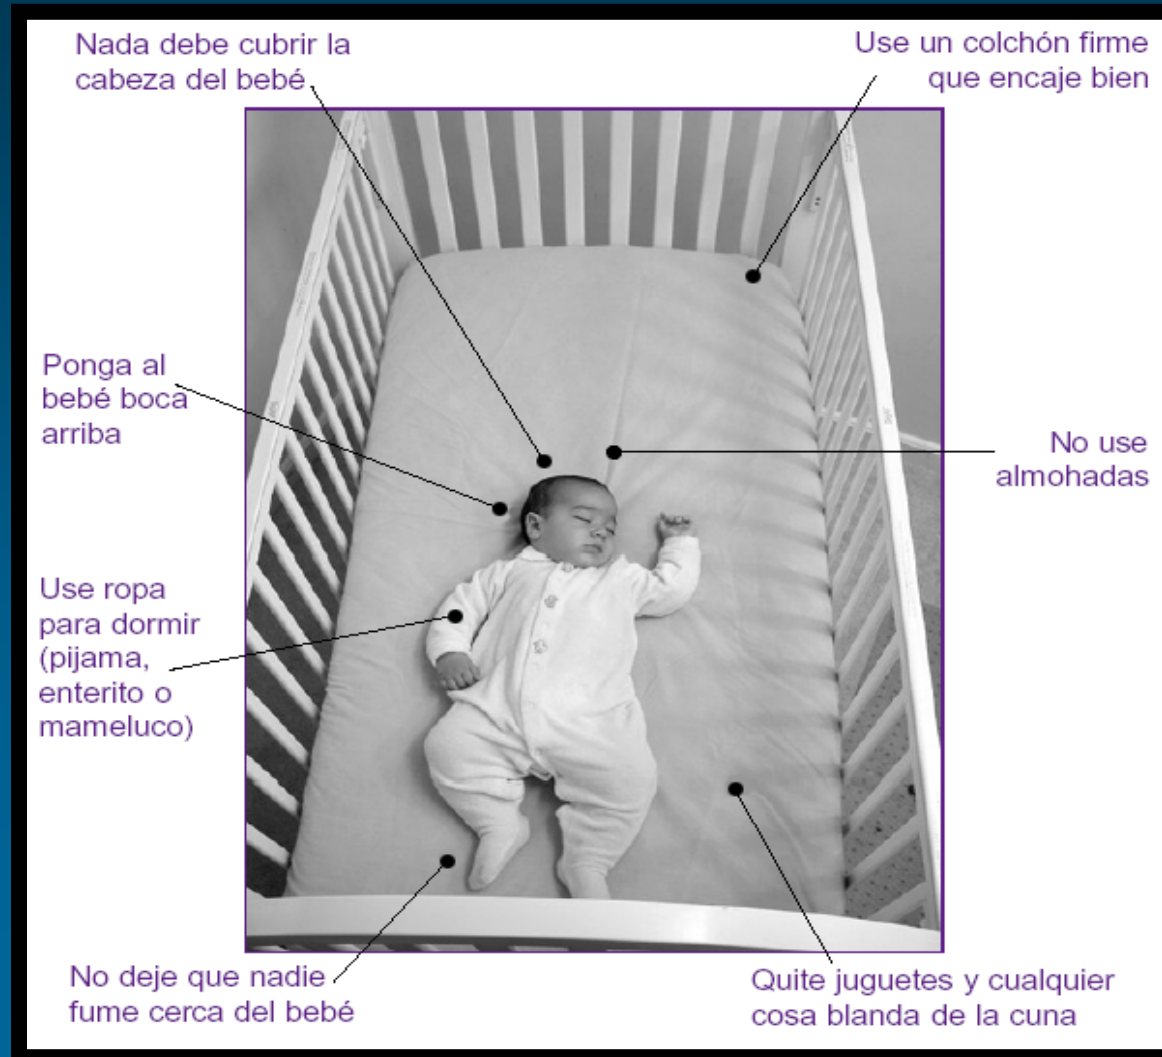 Nada debe cubrir la
cabeza del bebé
Use un colchón firme
que encaje bien
Ponga al
bebé boca
arriba
No use
almohadas
Use ropa
para dormir
(pijama,
enterito o
mameluco)
No deje que nadie
fume cerca del bebé
Quite juguetes y cualquier
cosa blanda de la cuna